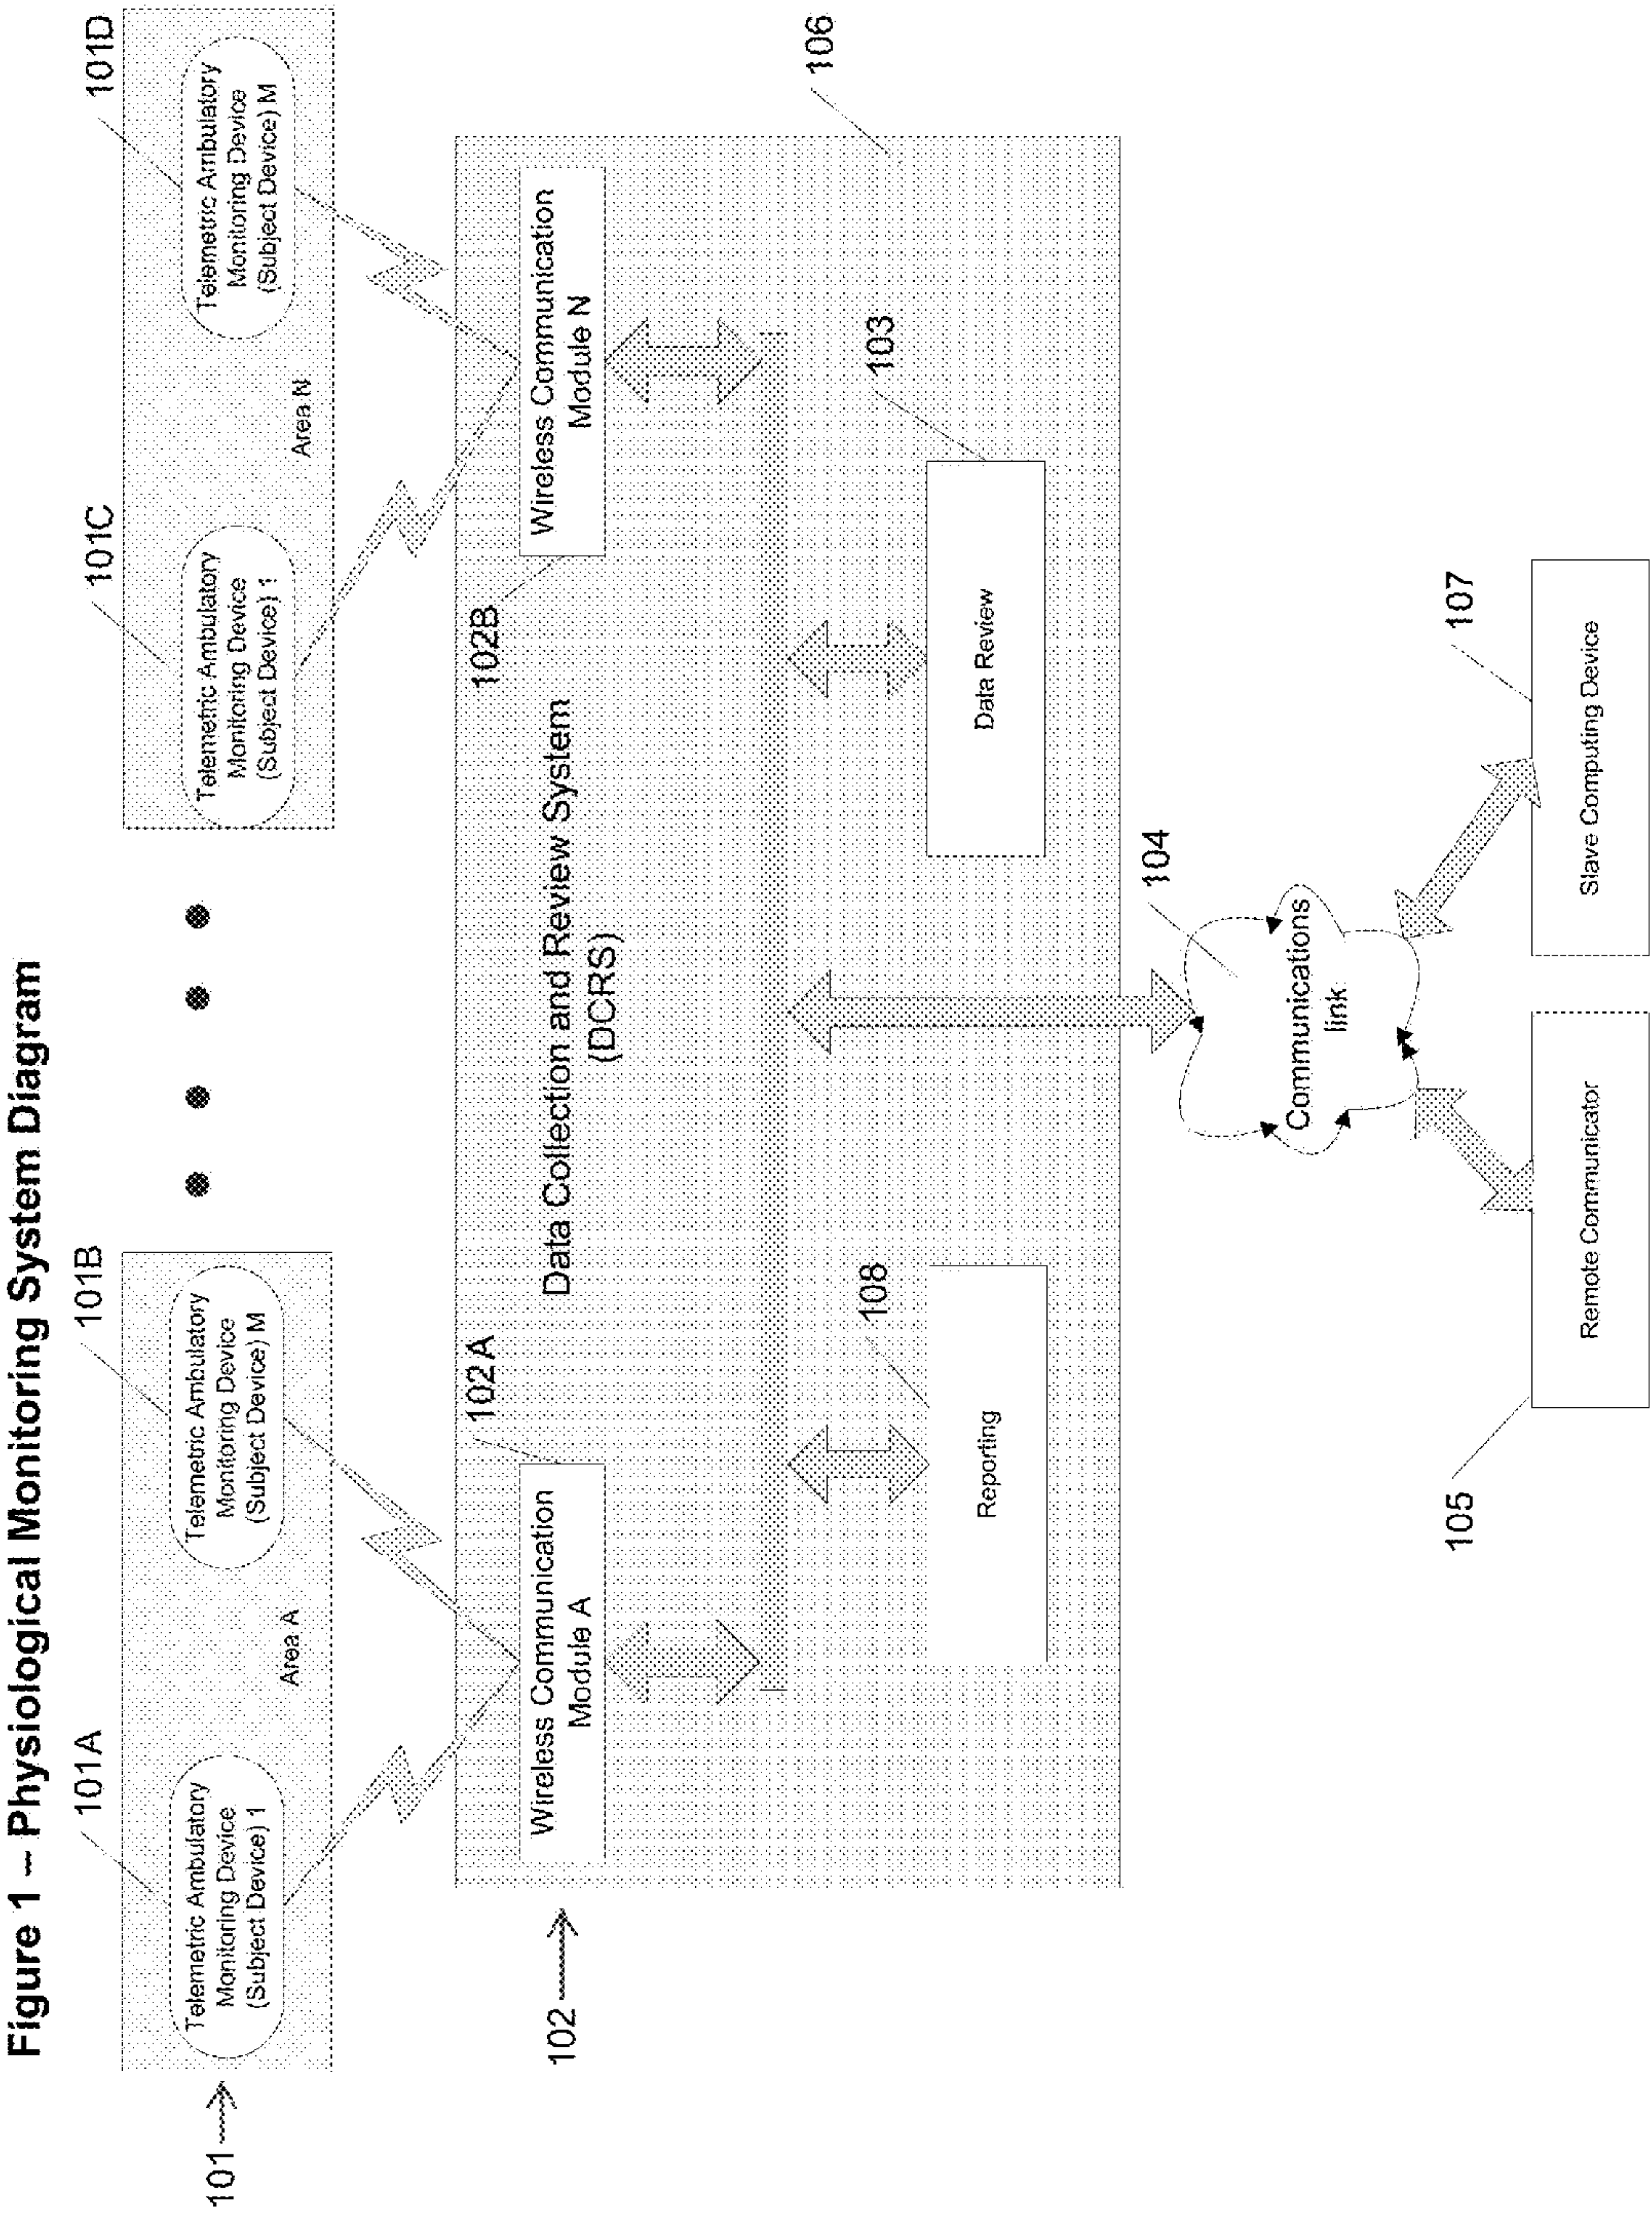 Figure 1 – Physiological Monitoring System Diagram
101A
101B
101C
101D
101
Telemetric Ambulatory
Monitoring Device
(Subject Device) 1
Area A
Telemetric Ambulatory
Monitoring Device
(Subject Device) M
Telemetric Ambulatory
Monitoring Device
(Subject Device) 1
Area N
Telemetric Ambulatory
Monitoring Device
(Subject Device) M
102A
102B
102
Wireless Communication
Module A
Data Collection and Review System
(DCRS)
Wireless Communication
Module N
106
108
103
Reporting
Data Review
104
Communications
link
105
107
Remote Communicator
Slave Computing Device